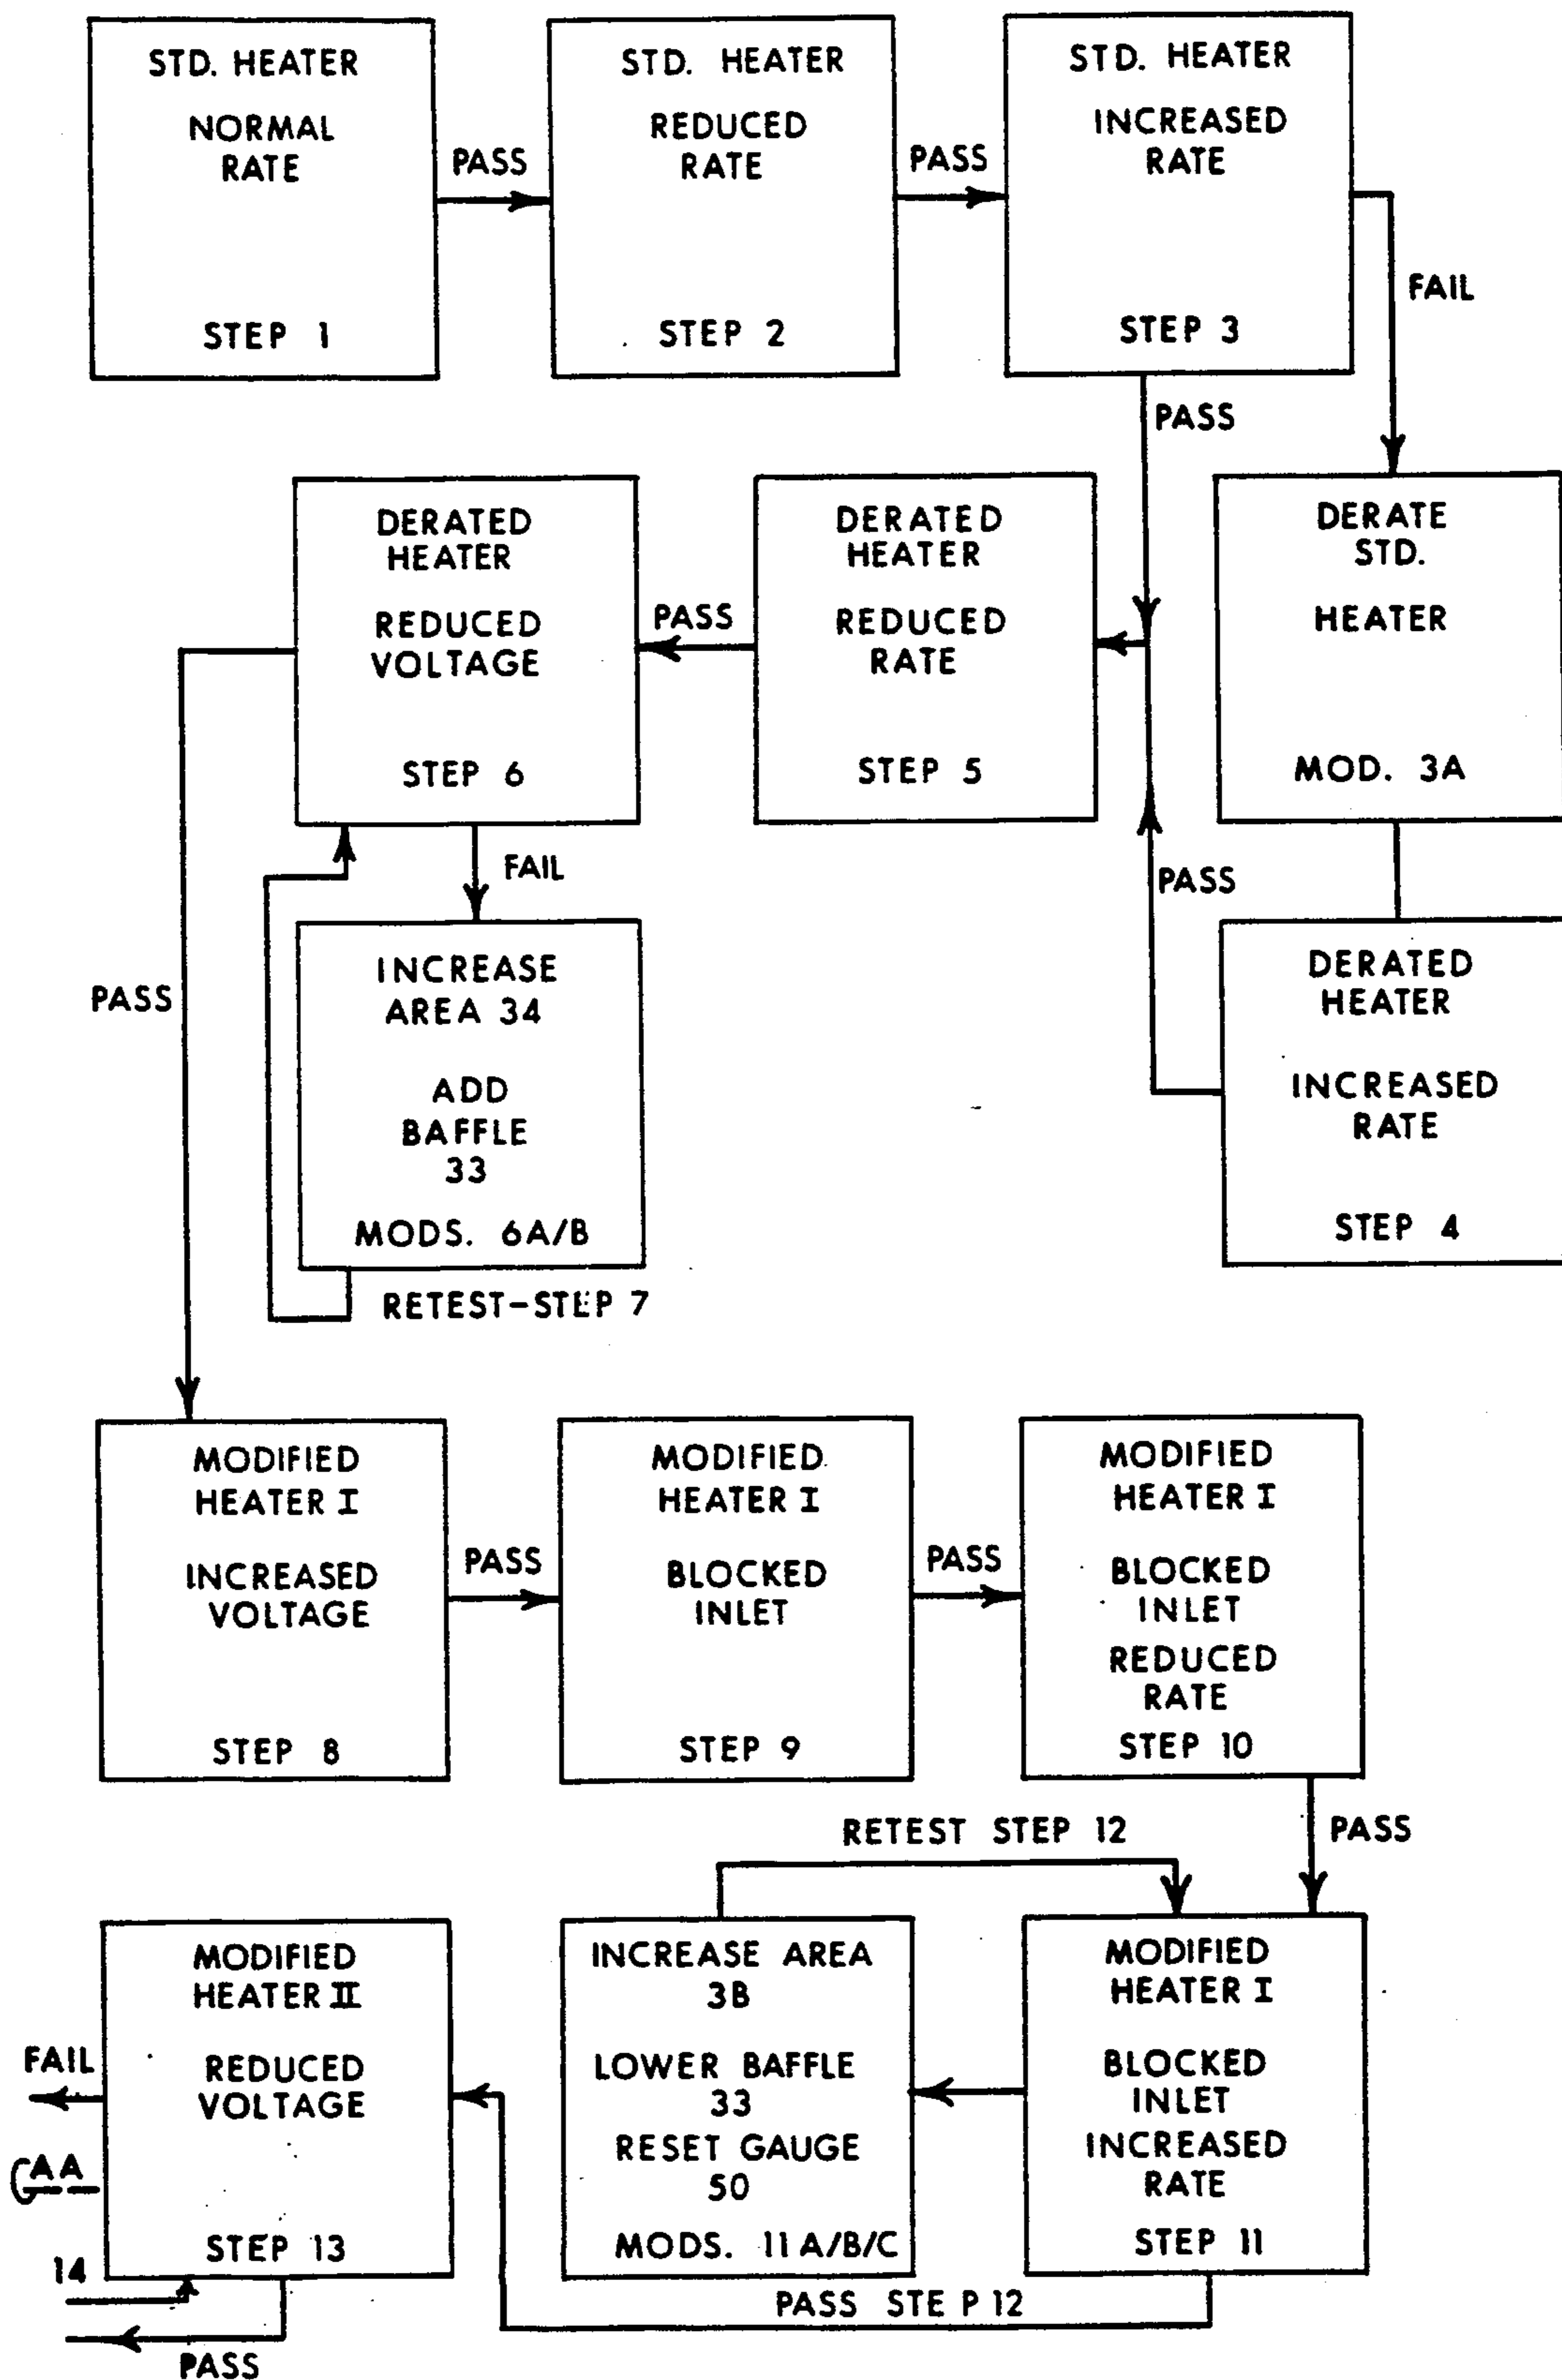 STD. HEATER
NORMAL
RATE
STEP 1
PASS
STD. HEATER
REDUCED
RATE
STEP 2
PASS
STD. HEATER
INCREASED
RATE
STEP 3
FAIL
PASS
DERATED
HEATER
REDUCED
VOLTAGE
STEP 6
PASS
DERATED
HEATER
REDUCED
RATE
STEP 5
DERATE
STD.
HEATER
MOD. 3A
FAIL
PASS
PASS
INCREASE
AREA 34
ADD
BAFFLE
33
MODS. 6A/B
RETEST-STEP 7
DERATED
HEATER
INCREASED
RATE
STEP 4
MODIFIED
HEATER I
INCREASED
VOLTAGE
STEP 8
PASS
MODIFIED
HEATER I
BLOCKED
INLET
STEP 9
PASS
MODIFIED
HEATER I
BLOCKED
INLET
REDUCED
RATE
STEP 10
RETEST STEP 12
PASS
MODIFIED
HEATER II
REDUCED
VOLTAGE
STEP 13
FAIL
AA
14
PASS
INCREASE AREA
3B
LOWER BAFFLE
33
RESET GAUGE
50
MODS. 11A/B/C
MODIFIED
HEATER I
BLOCKED
INLET
INCREASED
RATE
STEP 11
PASS STEP 12